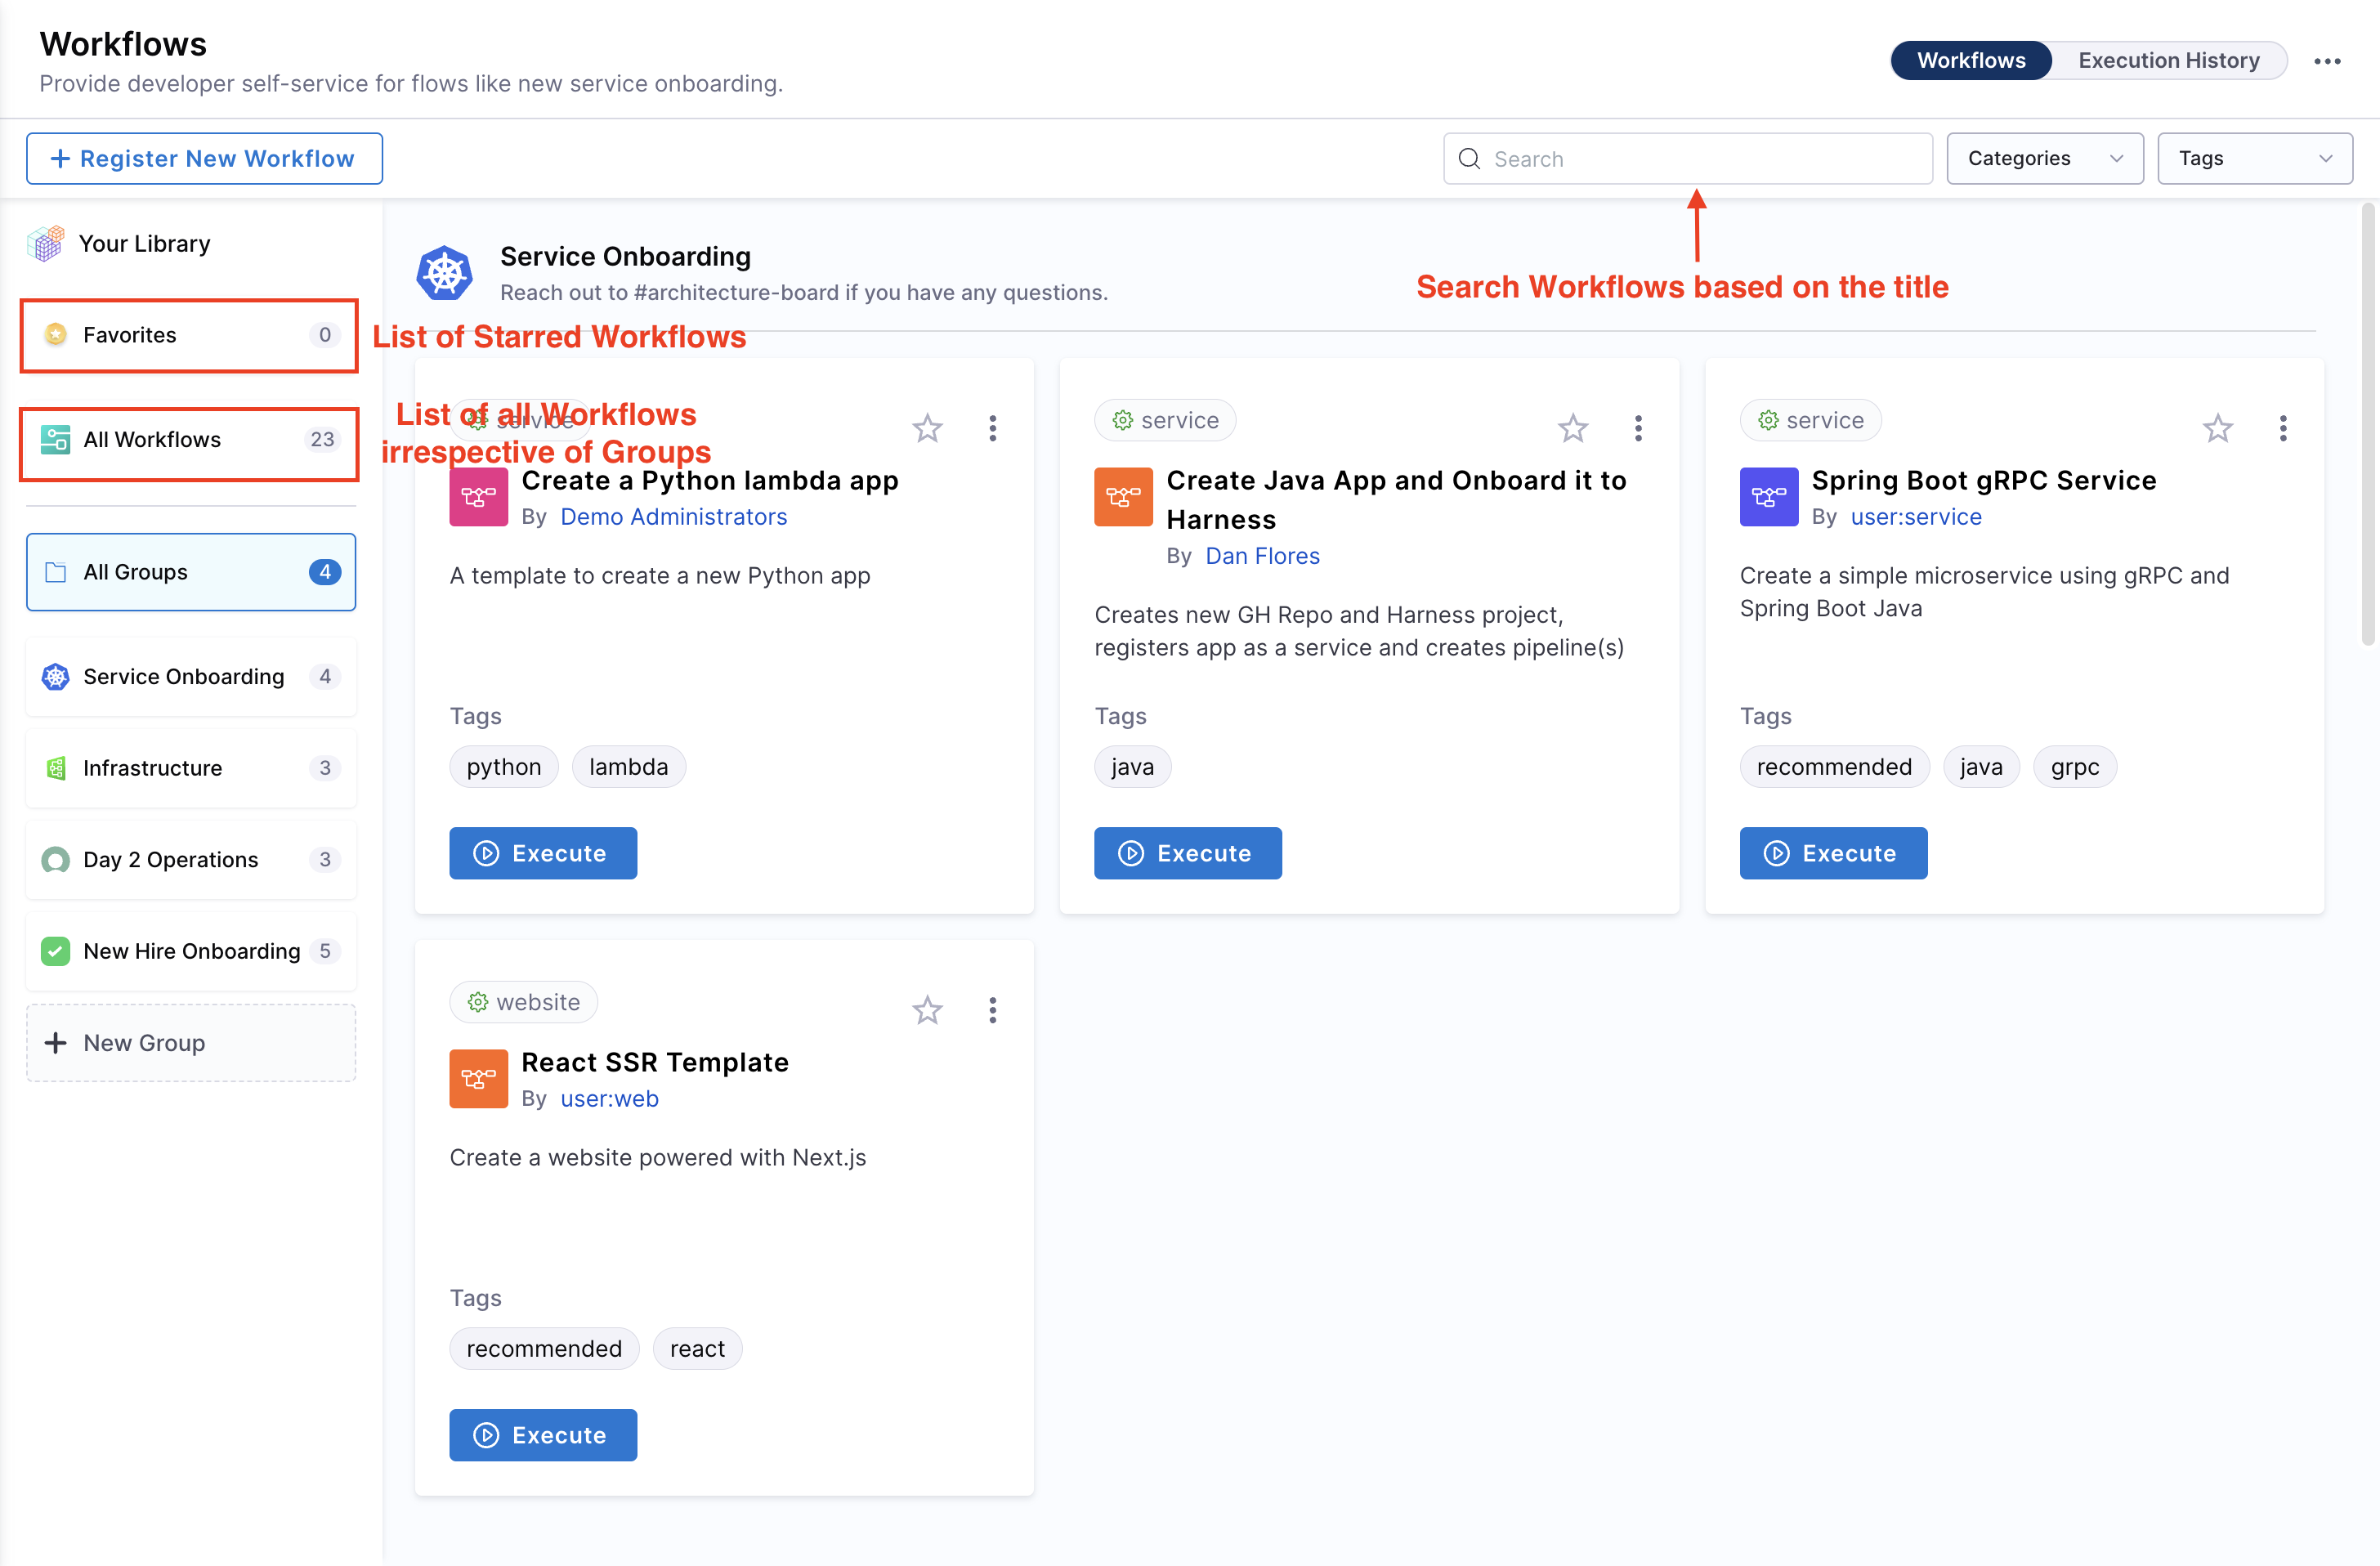 Workflows
Provide developer self-service for flows like new service onboarding.
Workflows
Execution History
Register New Workflow
Search
Categories
Tags
Your Library
Favorites 0
All Workflows 23
All Groups 4
Service Onboarding 4
Infrastructure 3
Day 2 Operations 3
New Hire Onboarding 5
New Group
List of Starred Workflows
List of all Workflows
irrespective of Groups
Search Workflows based on the title
Service Onboarding
Reach out to #architecture-board if you have any questions.
service
Create a Python lambda app
By Demo Administrators
A template to create a new Python app
Tags
python lambda
Execute
service
Create Java App and Onboard it to
Harness
By Dan Flores
Creates new GH Repo and Harness project,
registers app as a service and creates pipeline(s)
Tags
java
Execute
service
Spring Boot gRPC Service
By user:service
Create a simple microservice using gRPC and
Spring Boot Java
Tags
recommended java grpc
Execute
website
React SSR Template
By user:web
Create a website powered with Next.js
Tags
recommended react
Execute